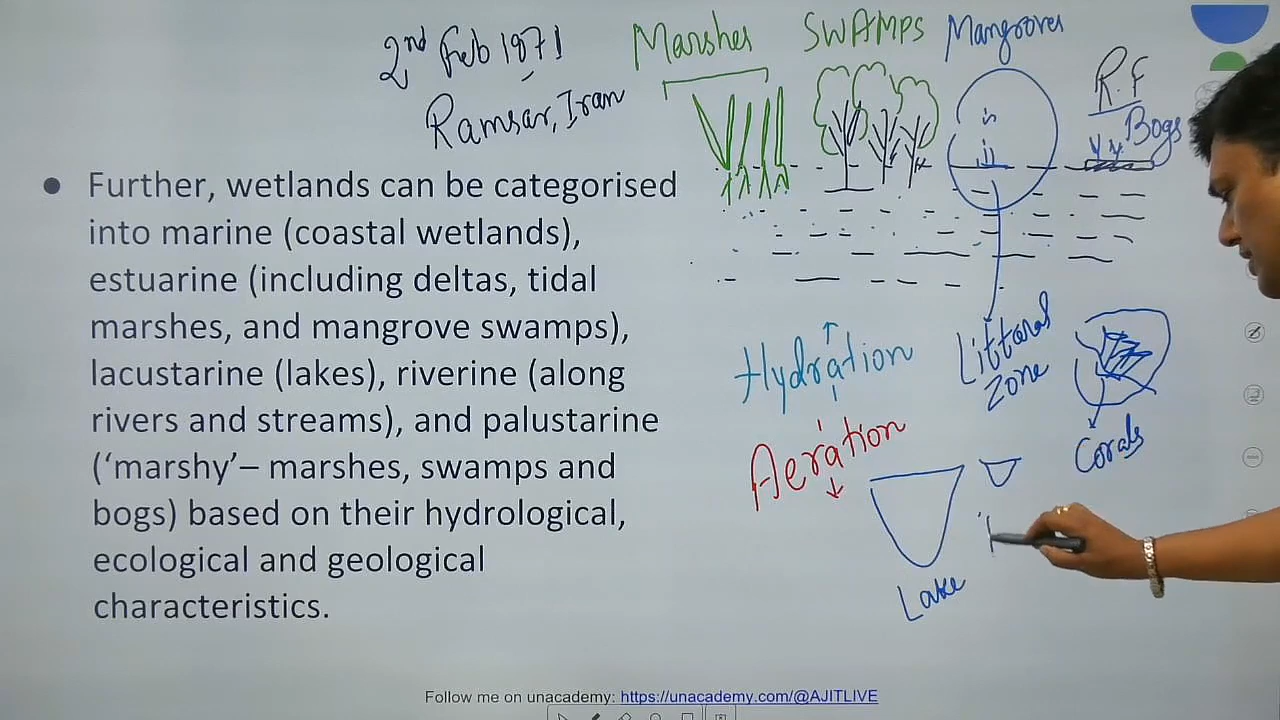 2nd Feb 1971
Ramsar, Iran
Marshes
SWAMPS
Mangroves
R.F
Bogs
● Further, wetlands can be categorised
into marine (coastal wetlands),
estuarine (including deltas, tidal
marshes, and mangrove swamps),
lacustarine (lakes), riverine (along
rivers and streams), and palustarine
(‘marshy’– marshes, swamps and
bogs) based on their hydrological,
ecological and geological
characteristics.
Hydration
Littoral
Zone
Aeration
Corals
Lake
Follow me on unacademy: https://unacademy.com/@AJITLIVE